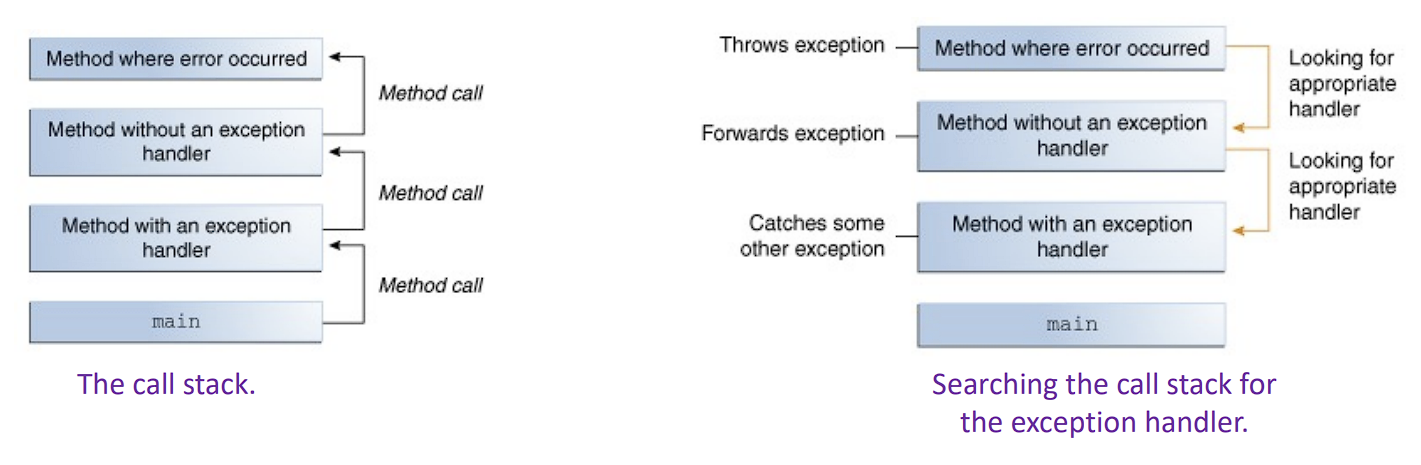 Method where error occurred
Method call
Method without an exception
handler
Method call
Method with an exception
handler
Method call
main
The call stack.
Throws exception
Method where error occurred
Looking for
appropriate
handler
Forwards exception
Method without an exception
handler
Looking for
appropriate
handler
Catches some
other exception
Method with an exception
handler
main
Searching the call stack for
the exception handler.